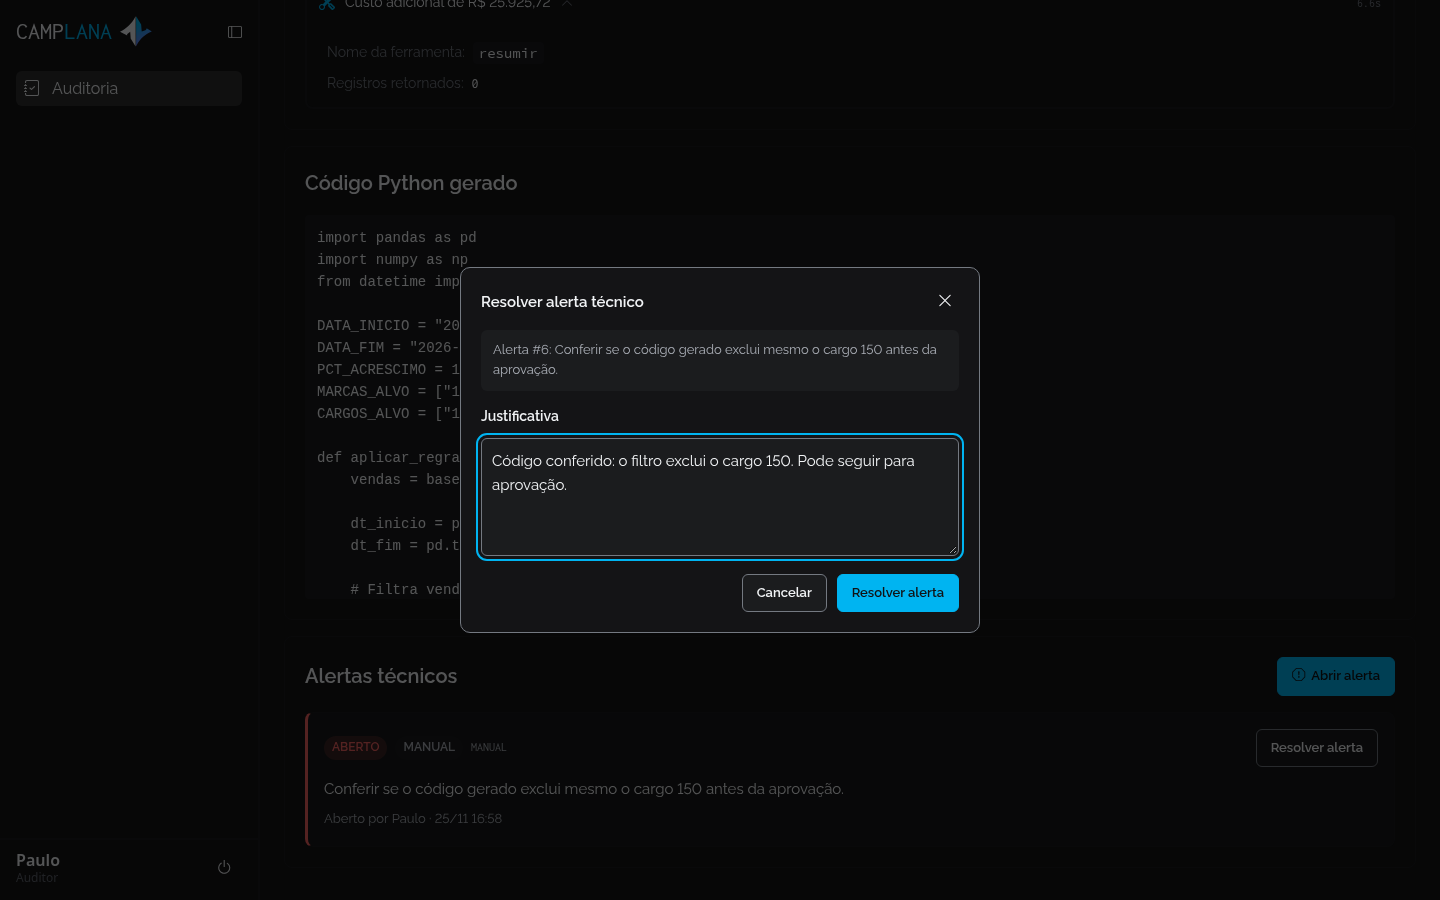 CAMPLANA
Auditoria
Custo adicional de R$ 25.925,72
6.6s
Nome da ferramenta: resumir
Registros retornados: 0
Código Python gerado
import pandas as pd
import numpy as np
from datetime imp
DATA_INICIO = "20
DATA_FIM = "2026-
PCT_ACRESCIMO = 1
MARCAS_ALVO = ["1
CARGOS_ALVO = ["1
def aplicar_regra
vendas = base
dt_inicio = p
dt_fim = pd.t
# Filtra vend
Resolver alerta técnico
Alerta #6: Conferir se o código gerado exclui mesmo o cargo 150 antes da
aprovação.
Justificativa
Código conferido: o filtro exclui o cargo 150. Pode seguir para
aprovação.
Cancelar
Resolver alerta
Alertas técnicos
Abrir alerta
ABERTO MANUAL MANUAL
Resolver alerta
Conferir se o código gerado exclui mesmo o cargo 150 antes da aprovação.
Aberto por Paulo · 25/11 16:58
Paulo
Auditor